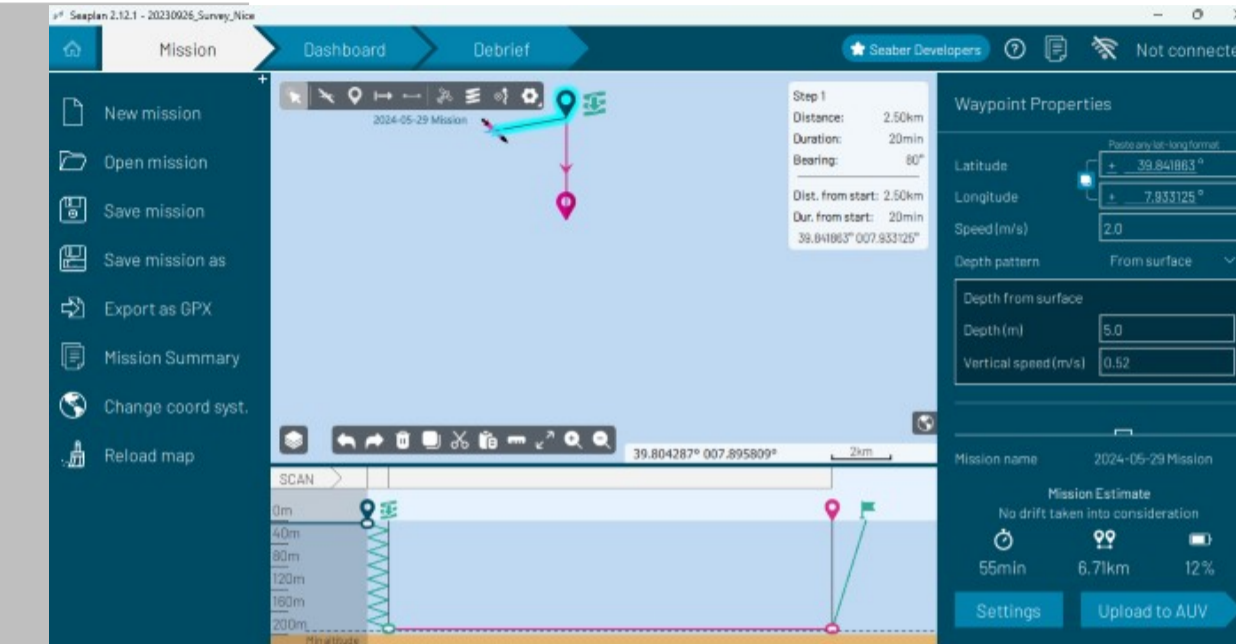 Seaplan 2.12.1 - 20230926_Survey_Nice
Mission
Dashboard
Debrief
Seaber Developers
Not connecte
New mission
Open mission
Save mission
Save mission as
Export as GPX
Mission Summary
Change coord syst.
Reload map
2024-05-29 Mission
Step 1
Distance: 2.50km
Duration: 20min
Bearing: 80°
Dist. from start: 2.50km
Dur. from start: 20min
39.841863° 007.933125°
39.804287° 007.895809°
2km
SCAN
0m
40m
80m
120m
160m
200m
Min altitude
Waypoint Properties
Paste any lat-long format
Latitude + 39.841863°
Longitude + 7.933125°
Speed (m/s) 2.0
Depth pattern From surface
Depth from surface
Depth (m) 5.0
Vertical speed (m/s) 0.52
Mission name 2024-05-29 Mission
Mission Estimate
No drift taken into consideration
55min 6.71km 12%
Settings
Upload to AUV